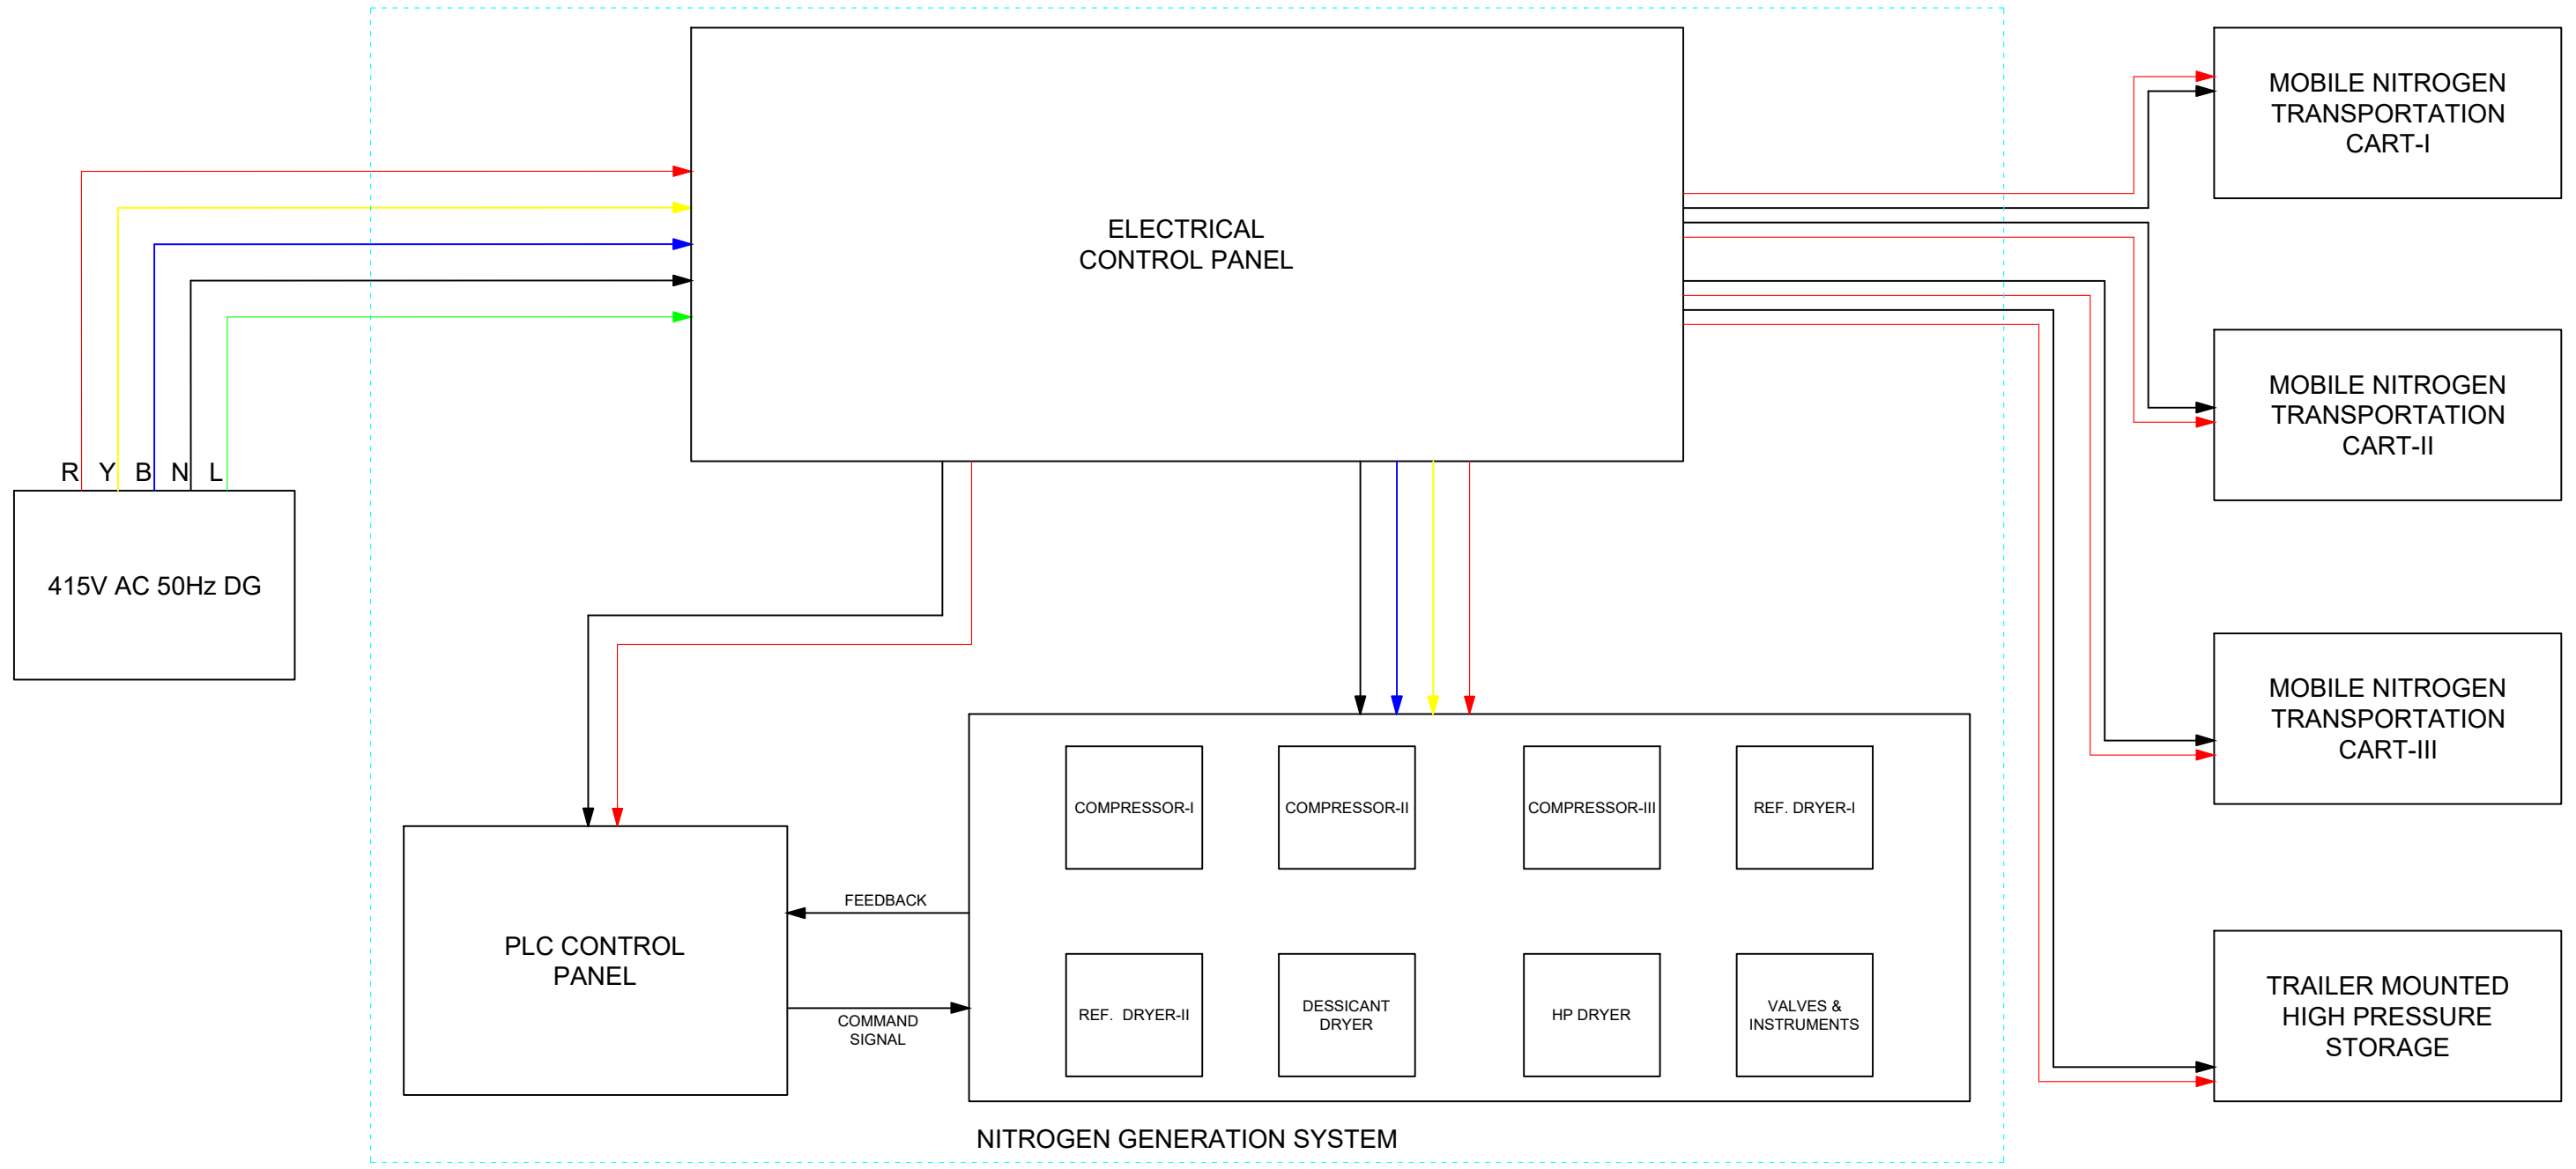 ELECTRICAL
CONTROL PANEL
MOBILE NITROGEN
TRANSPORTATION
CART-I
MOBILE NITROGEN
TRANSPORTATION
CART-II
R Y B N L
415V AC 50Hz DG
MOBILE NITROGEN
TRANSPORTATION
CART-III
COMPRESSOR-I
COMPRESSOR-II
COMPRESSOR-III
REF. DRYER-I
FEEDBACK
PLC CONTROL
PANEL
COMMAND
SIGNAL
REF. DRYER-II
DESSICANT
DRYER
HP DRYER
VALVES &
INSTRUMENTS
TRAILER MOUNTED
HIGH PRESSURE
STORAGE
NITROGEN GENERATION SYSTEM